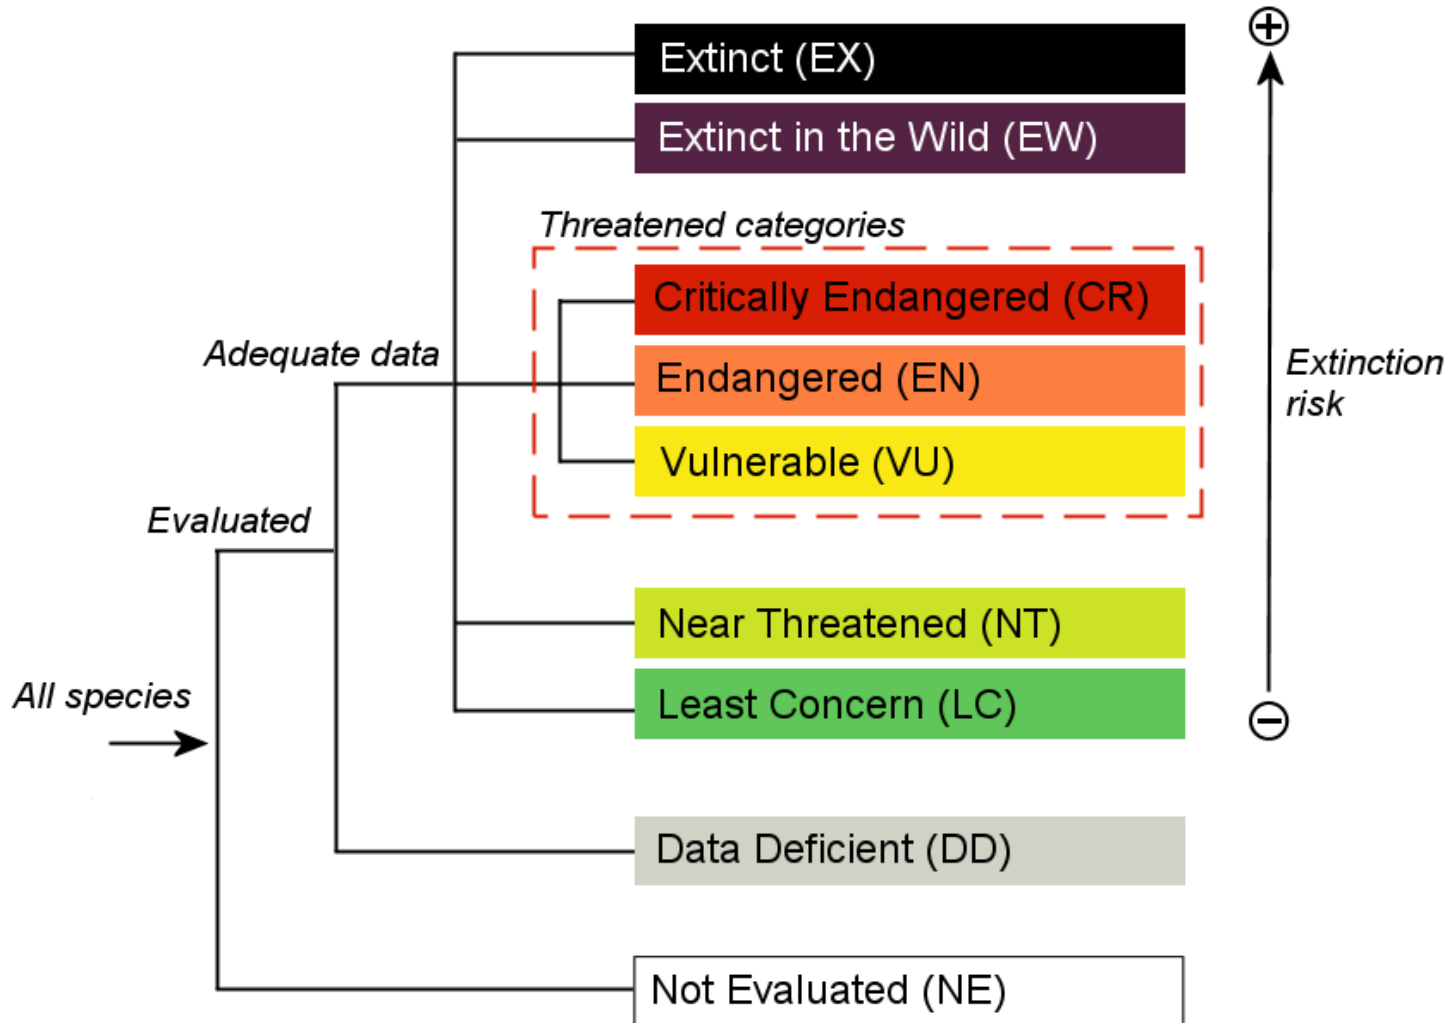 Extinct (EX)
Extinct in the Wild (EW)
Threatened categories
Critically Endangered (CR)
Adequate data
Endangered (EN)
Extinction
risk
Vulnerable (VU)
Evaluated
Near Threatened (NT)
All species
Least Concern (LC)
Data Deficient (DD)
Not Evaluated (NE)